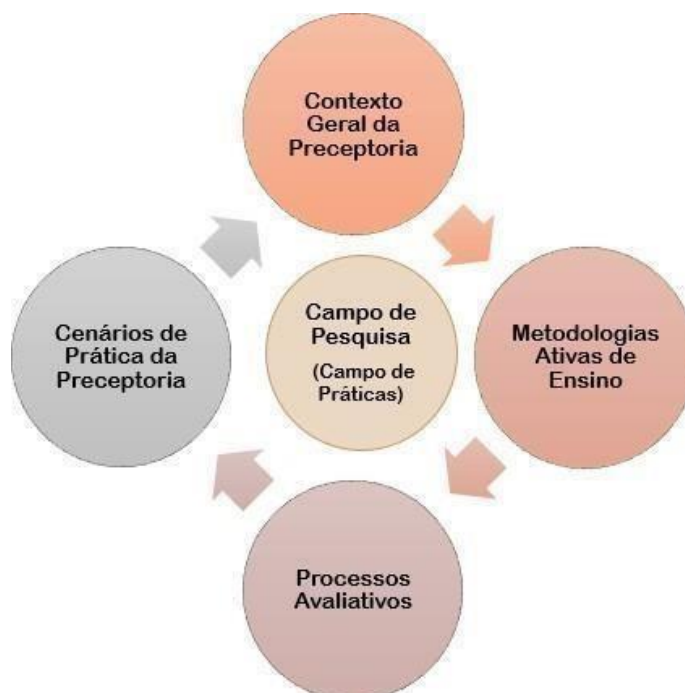 Contexto
Geral da
Preceptoria
Cenários de
Prática da
Preceptoria
Campo de
Pesquisa
(Campo de
Práticas)
Metodologias
Ativas de
Ensino
Processos
Avaliativos